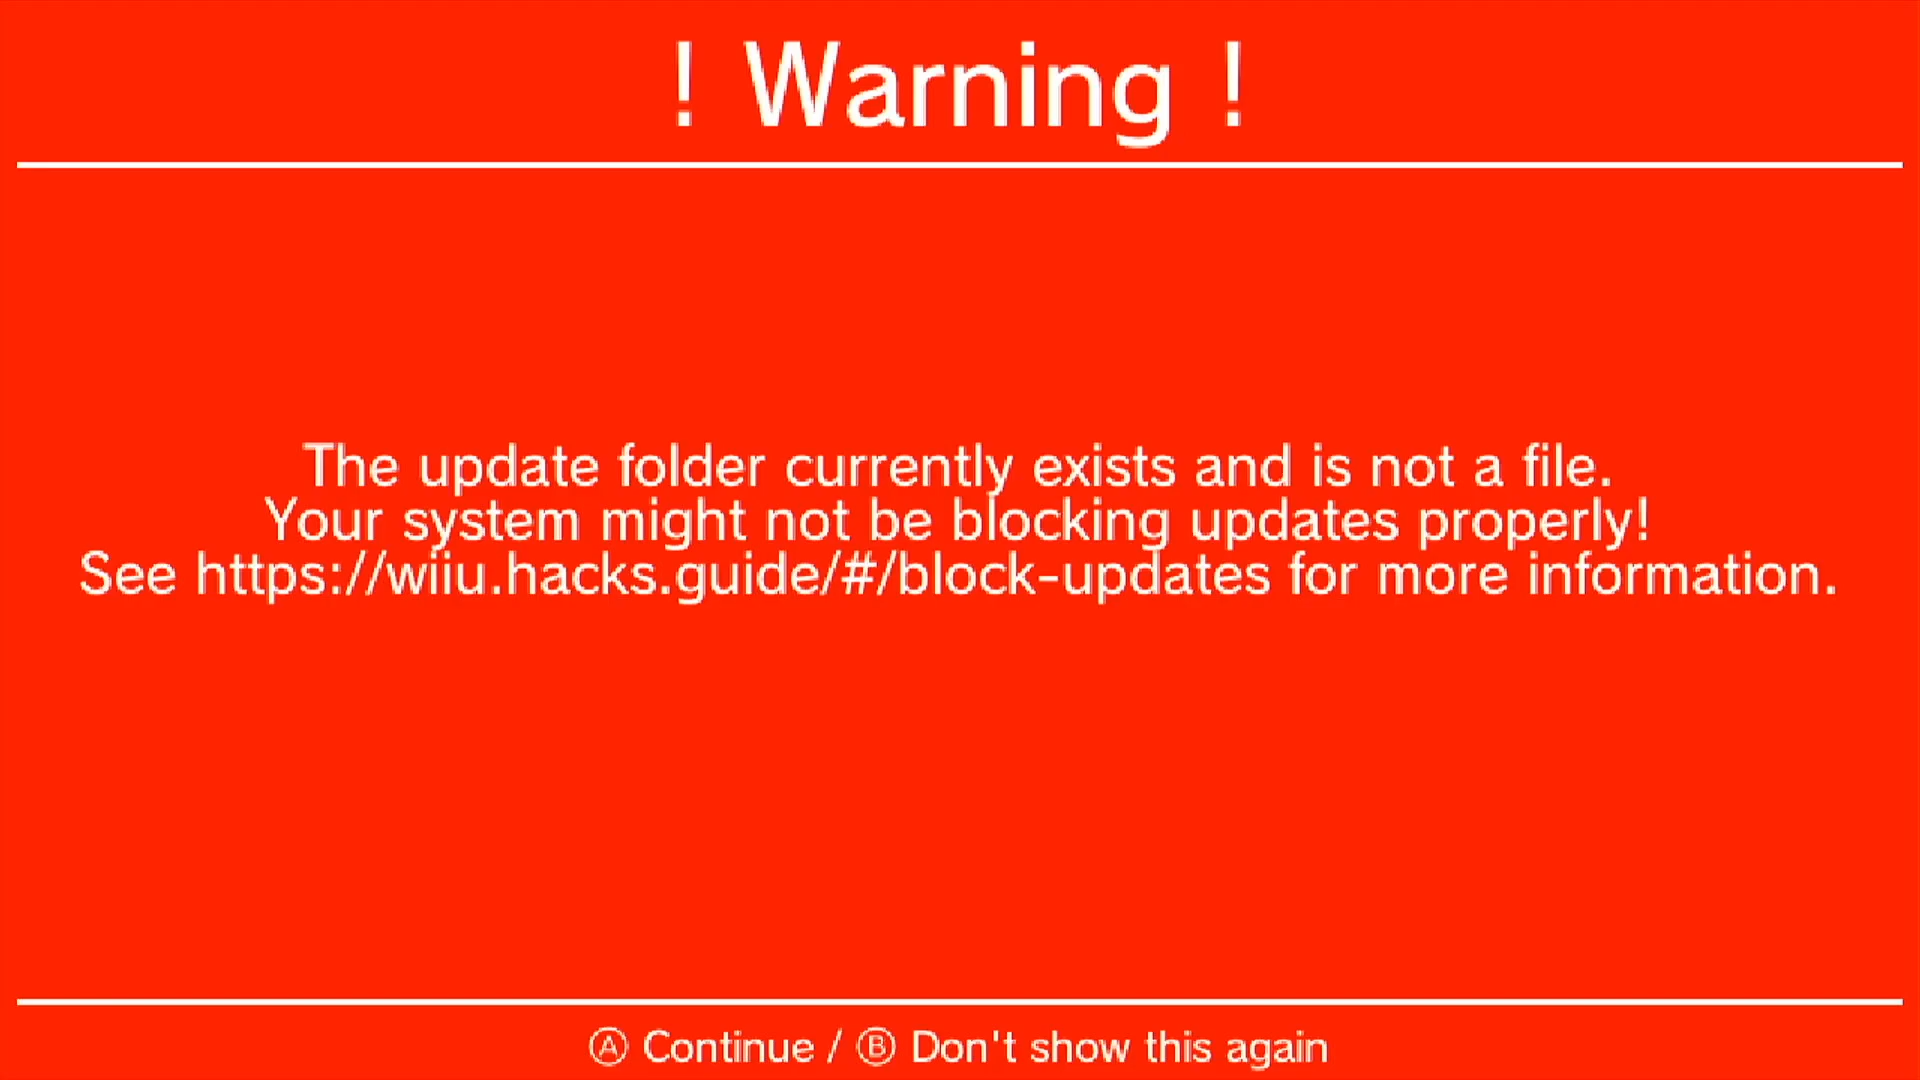 ! Warning !
The update folder currently exists and is not a file.
Your system might not be blocking updates properly!
See https://wiiu.hacks.guide/#/block-updates for more information.
Ⓐ Continue / Ⓑ Don't show this again